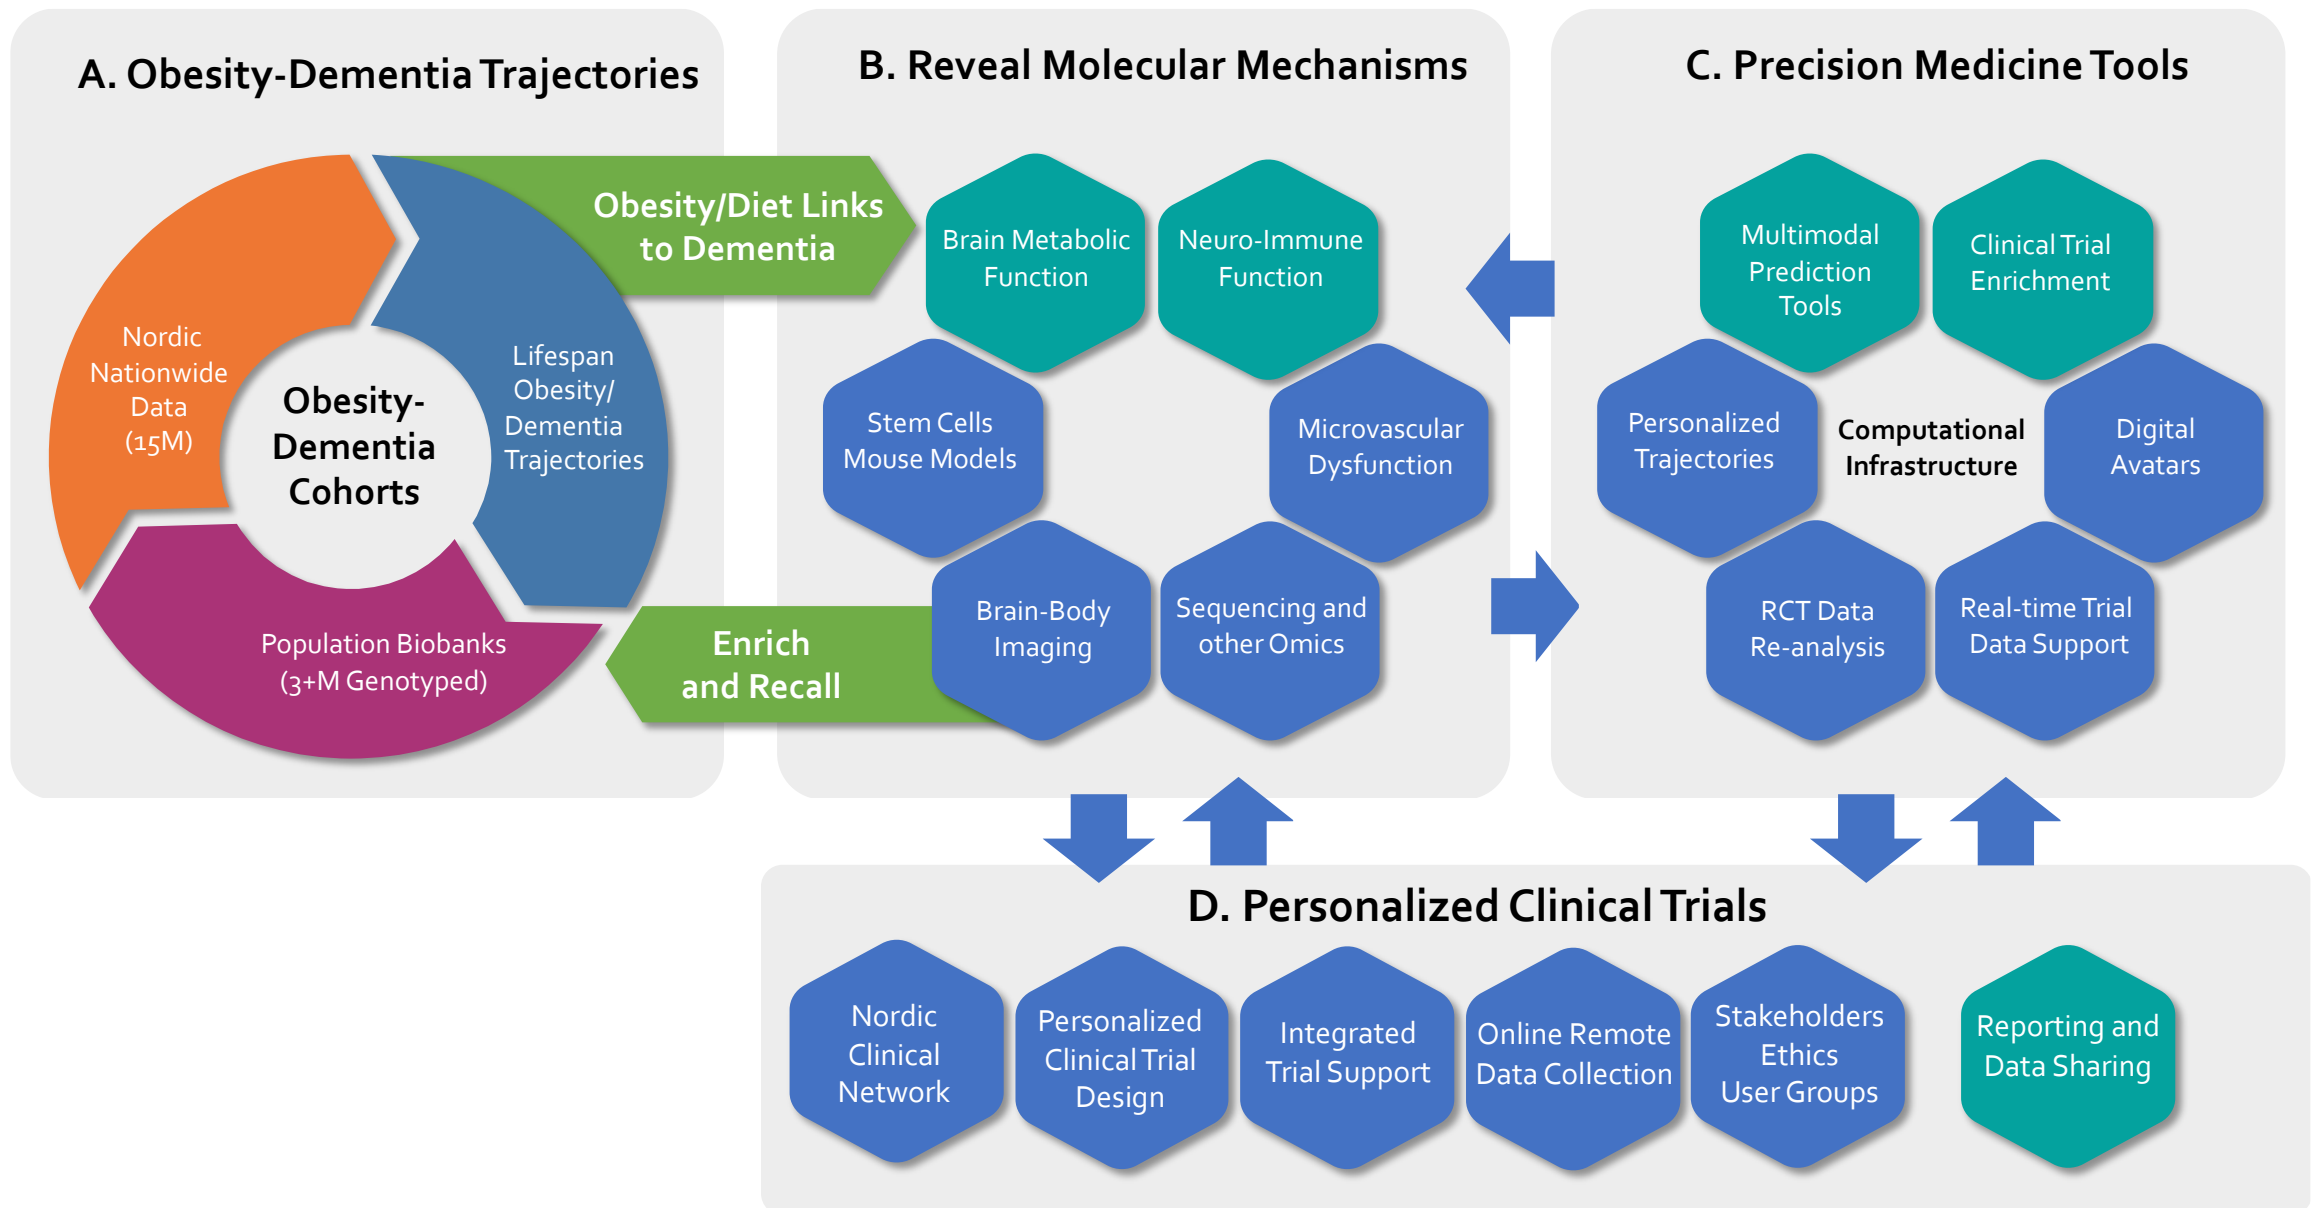 A. Obesity-Dementia Trajectories
Nordic
Nationwide
Data
(15M)
Obesity-
Dementia
Cohorts
Lifespan
Obesity/
Dementia
Trajectories
Population Biobanks
(3+M Genotyped)
Obesity/Diet Links
to Dementia
Enrich
and Recall
B. Reveal Molecular Mechanisms
Brain Metabolic
Function
Neuro-Immune
Function
Stem Cells
Mouse Models
Microvascular
Dysfunction
Brain-Body
Imaging
Sequencing and
other Omics
C. Precision Medicine Tools
Multimodal
Prediction
Tools
Clinical Trial
Enrichment
Personalized
Trajectories
Computational
Infrastructure
Digital
Avatars
RCT Data
Re-analysis
Real-time Trial
Data Support
D. Personalized Clinical Trials
Nordic
Clinical
Network
Personalized
Clinical Trial
Design
Integrated
Trial Support
Online Remote
Data Collection
Stakeholders
Ethics
User Groups
Reporting and
Data Sharing